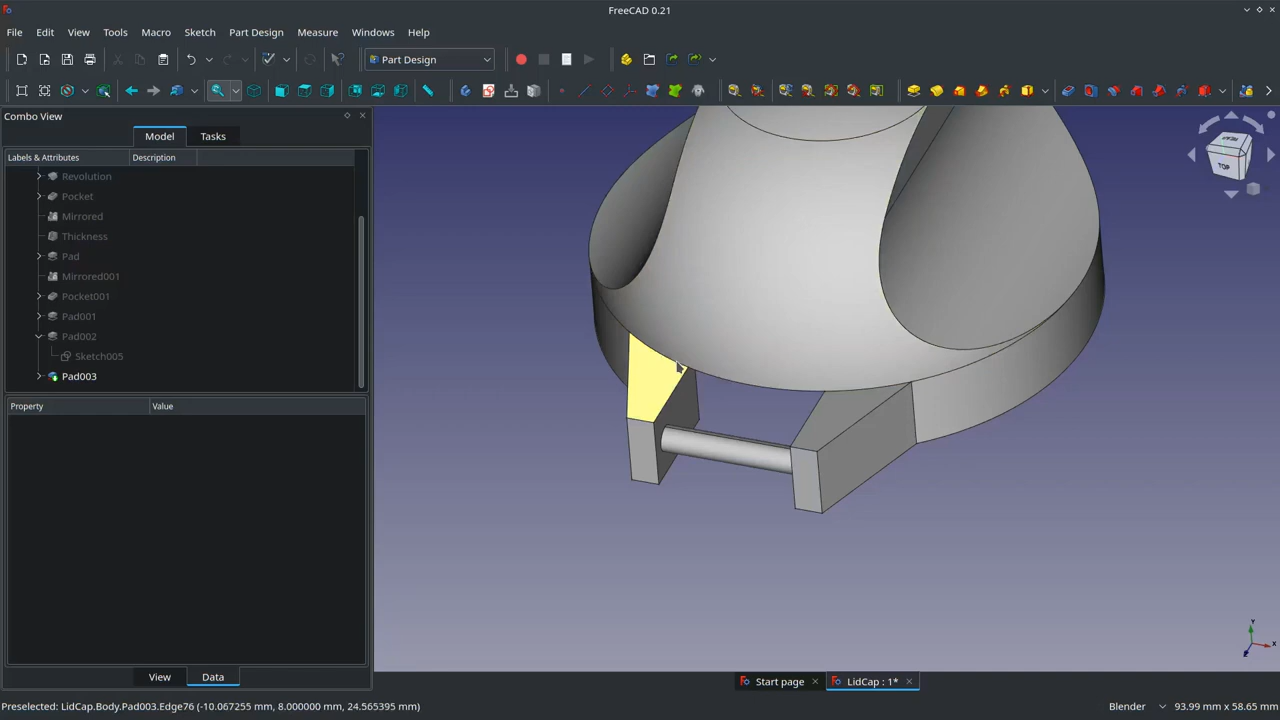 FreeCAD 0.21
File Edit View Tools Macro Sketch Part Design Measure Windows Help
Part Design
Combo View
Model Tasks
Labels & Attributes Description
Revolution
Pocket
Mirrored
Thickness
Pad
Mirrored001
Pocket001
Pad001
Pad002
Sketch005
Pad003
Property Value
TOP
Y
X
View Data
Start page LidCap : 1*
Preselected: LidCap.Body.Pad003.Edge76 (-10.067255 mm, 8.000000 mm, 24.565395 mm) Blender 93.99 mm x 58.65 mm